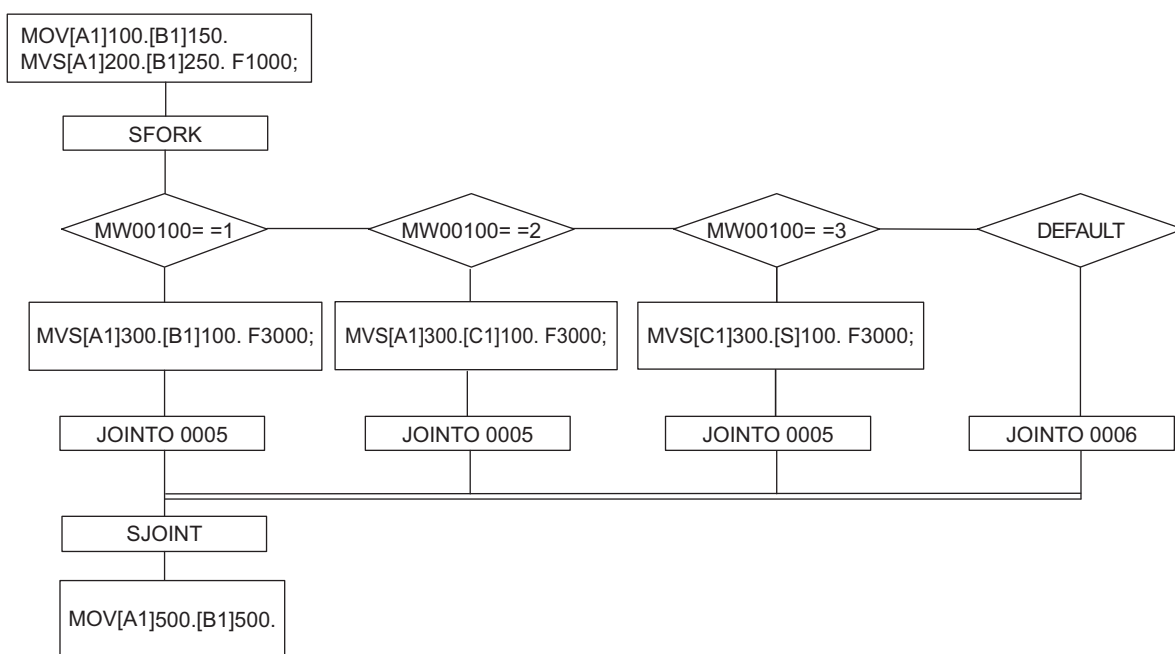 MOV[A1]100.[B1]150.
MVS[A1]200.[B1]250. F1000;
SFORK
MW00100= =1
MW00100= =2
MW00100= =3
DEFAULT
MVS[A1]300.[B1]100. F3000;
MVS[A1]300.[C1]100. F3000;
MVS[C1]300.[S]100. F3000;
JOINTO 0005
JOINTO 0005
JOINTO 0005
JOINTO 0006
SJOINT
MOV[A1]500.[B1]500.